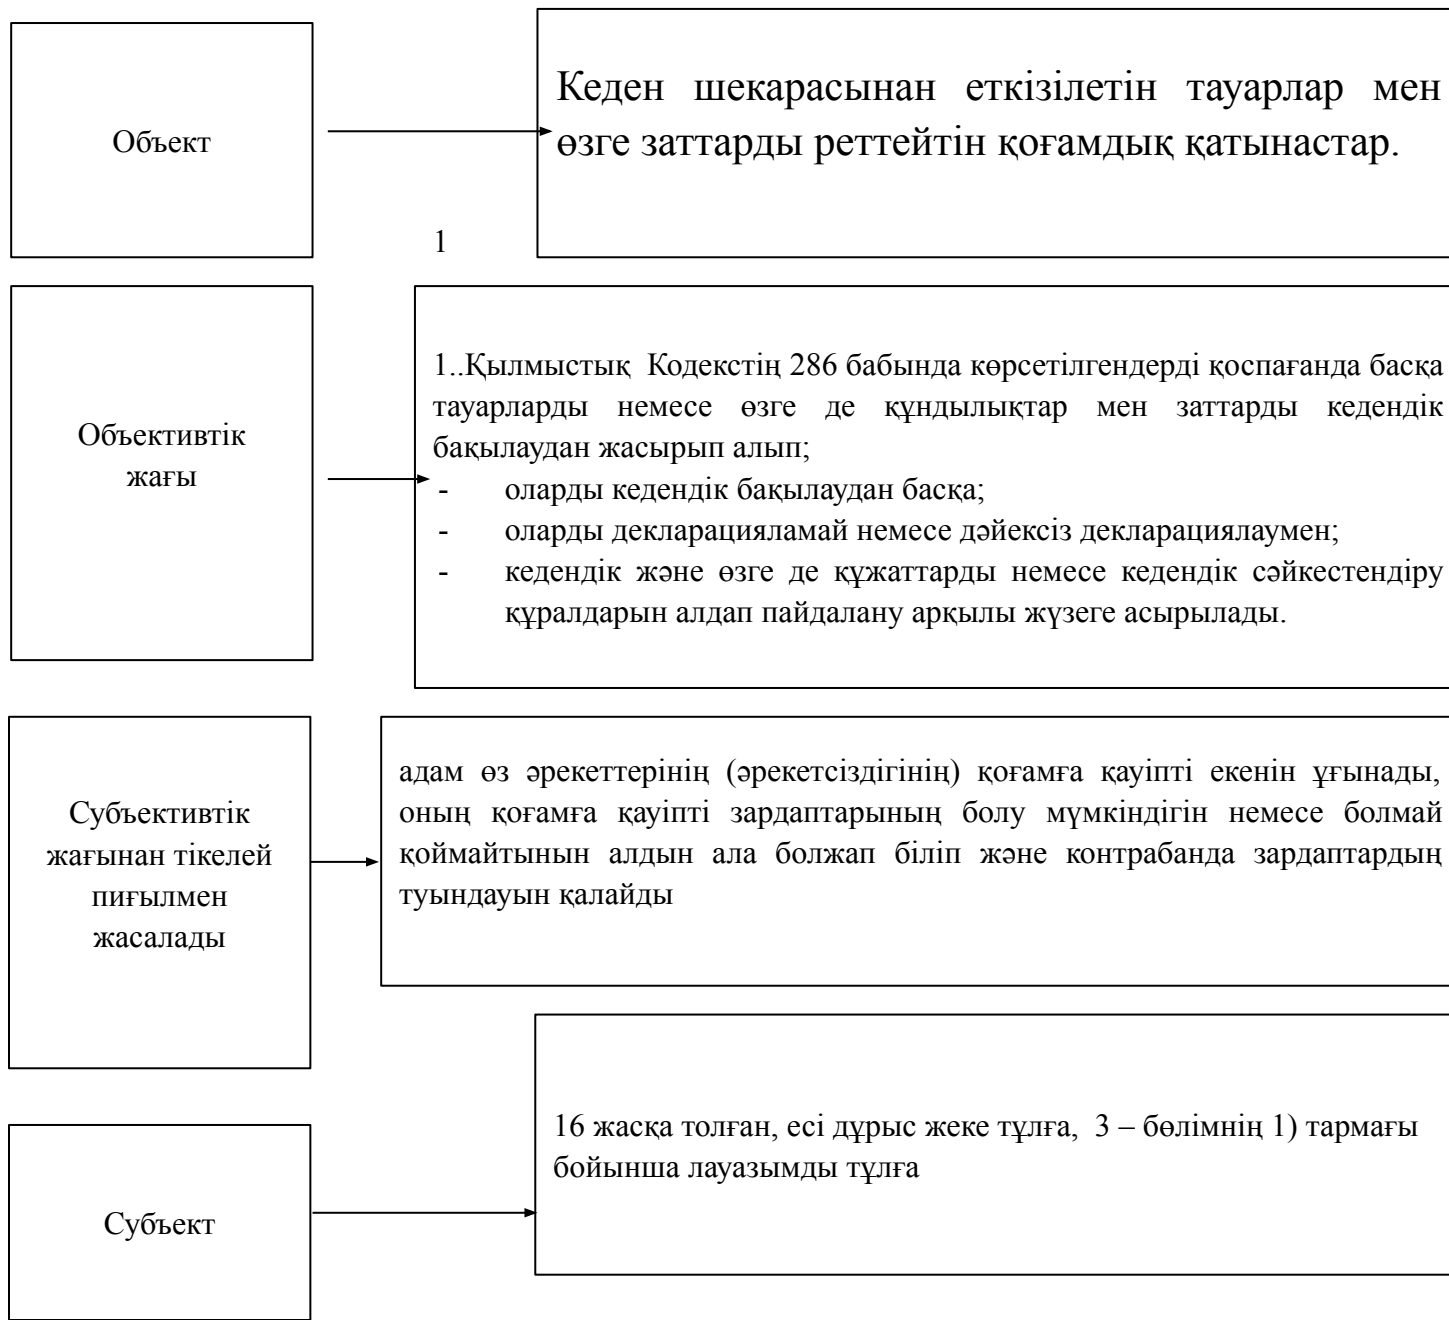 Объект
Кеден шекарасынан еткізілетін тауарлар мен
өзге заттарды реттейтін қоғамдық қатынастар.
1
Объективтік
жағы
1..Қылмыстық Кодекстің 286 бабында көрсетілгендерді қоспағанда басқа
тауарларды немесе өзге де құндылықтар мен заттарды кедендік
бақылаудан жасырып алып;
- оларды кедендік бақылаудан басқа;
- оларды декларацияламай немесе дәйексіз декларациялаумен;
- кедендік және өзге де құжаттарды немесе кедендік сәйкестендіру
құралдарын алдап пайдалану арқылы жүзеге асырылады.
Субъективтік
жағынан тікелей
пиғылмен
жасалады
адам өз әрекеттерінің (әрекетсіздігінің) қоғамға қауіпті екенін ұғынады,
оның қоғамға қауіпті зардаптарының болу мүмкіндігін немесе болмай
қоймайтынын алдын ала болжап біліп және контрабанда зардаптардың
туындауын қалайды
Субъект
16 жасқа толған, есі дұрыс жеке тұлға, 3 – бөлімнің 1) тармағы
бойынша лауазымды тұлға